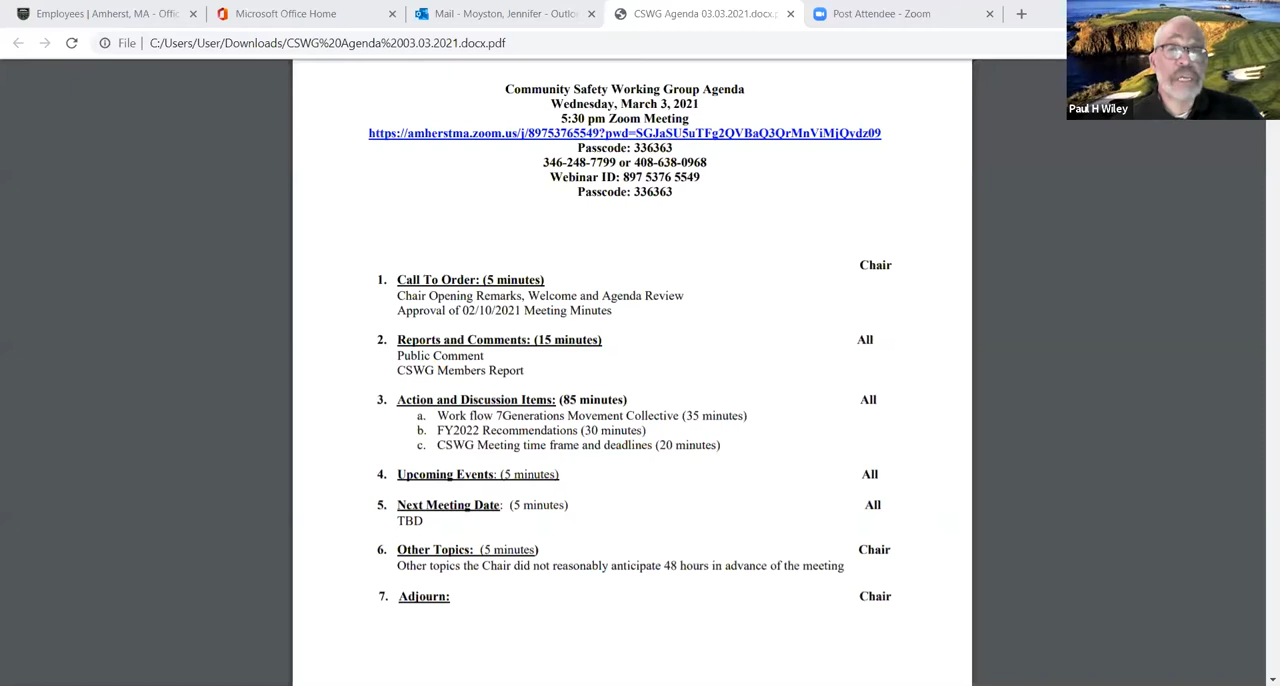 Employees | Amherst, MA - Offic
Microsoft Office Home
Mail - Moyston, Jennifer - Outlo
CSWG Agenda 03.03.2021.docx.p
Post Attendee - Zoom
File
C:/Users/User/Downloads/CSWG%20Agenda%2003.03.2021.docx.pdf
Paul H Wiley
Community Safety Working Group Agenda
Wednesday, March 3, 2021
5:30 pm Zoom Meeting
https://amherstma.zoom.us/j/89753765549?pwd=SGJaSU5uTFg2QVBaQ3QrMnViMjQvdz09
Passcode: 336363
346-248-7799 or 408-638-0968
Webinar ID: 897 5376 5549
Passcode: 336363
Chair
1. Call To Order: (5 minutes)
Chair Opening Remarks, Welcome and Agenda Review
Approval of 02/10/2021 Meeting Minutes
2. Reports and Comments: (15 minutes) All
Public Comment
CSWG Members Report
3. Action and Discussion Items: (85 minutes) All
a. Work flow 7Generations Movement Collective (35 minutes)
b. FY2022 Recommendations (30 minutes)
c. CSWG Meeting time frame and deadlines (20 minutes)
4. Upcoming Events: (5 minutes) All
5. Next Meeting Date: (5 minutes) All
TBD
6. Other Topics: (5 minutes) Chair
Other topics the Chair did not reasonably anticipate 48 hours in advance of the meeting
7. Adjourn: Chair